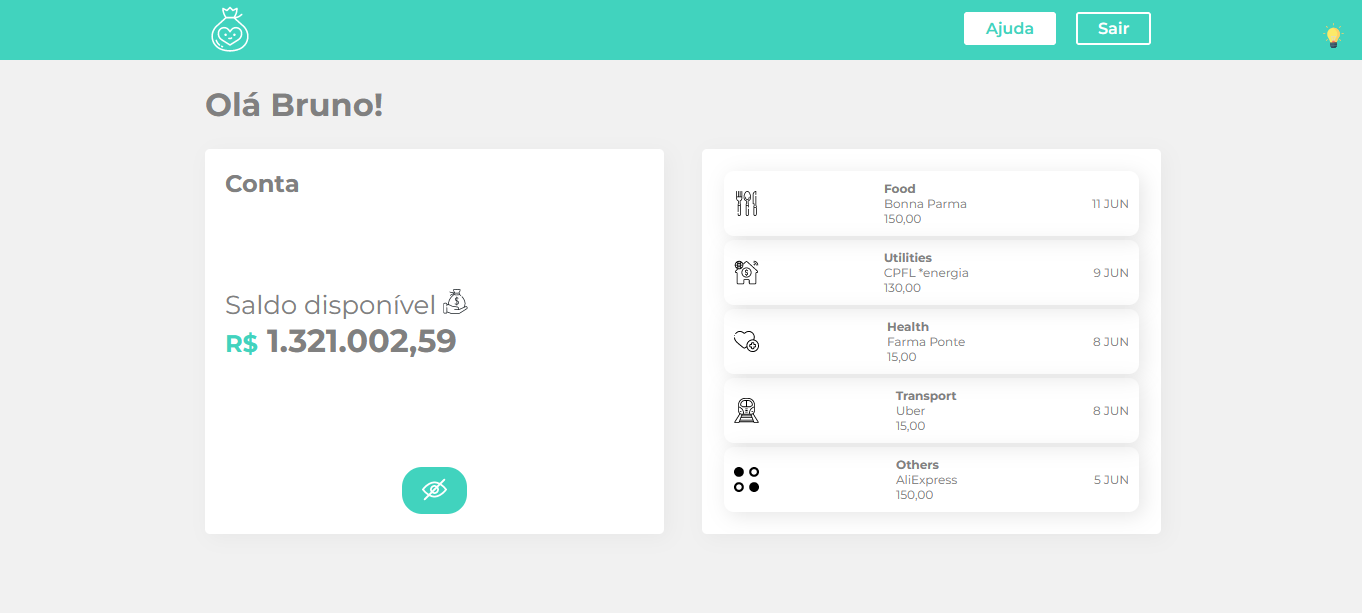 Ajuda
Sair
Olá Bruno!
Conta
Saldo disponível
R$ 1.321.002,59
Food
Bonna Parma
150,00
11 JUN
Utilities
CPFL *energia
130,00
9 JUN
Health
Farma Ponte
15,00
8 JUN
Transport
Uber
15,00
8 JUN
Others
AliExpress
150,00
5 JUN